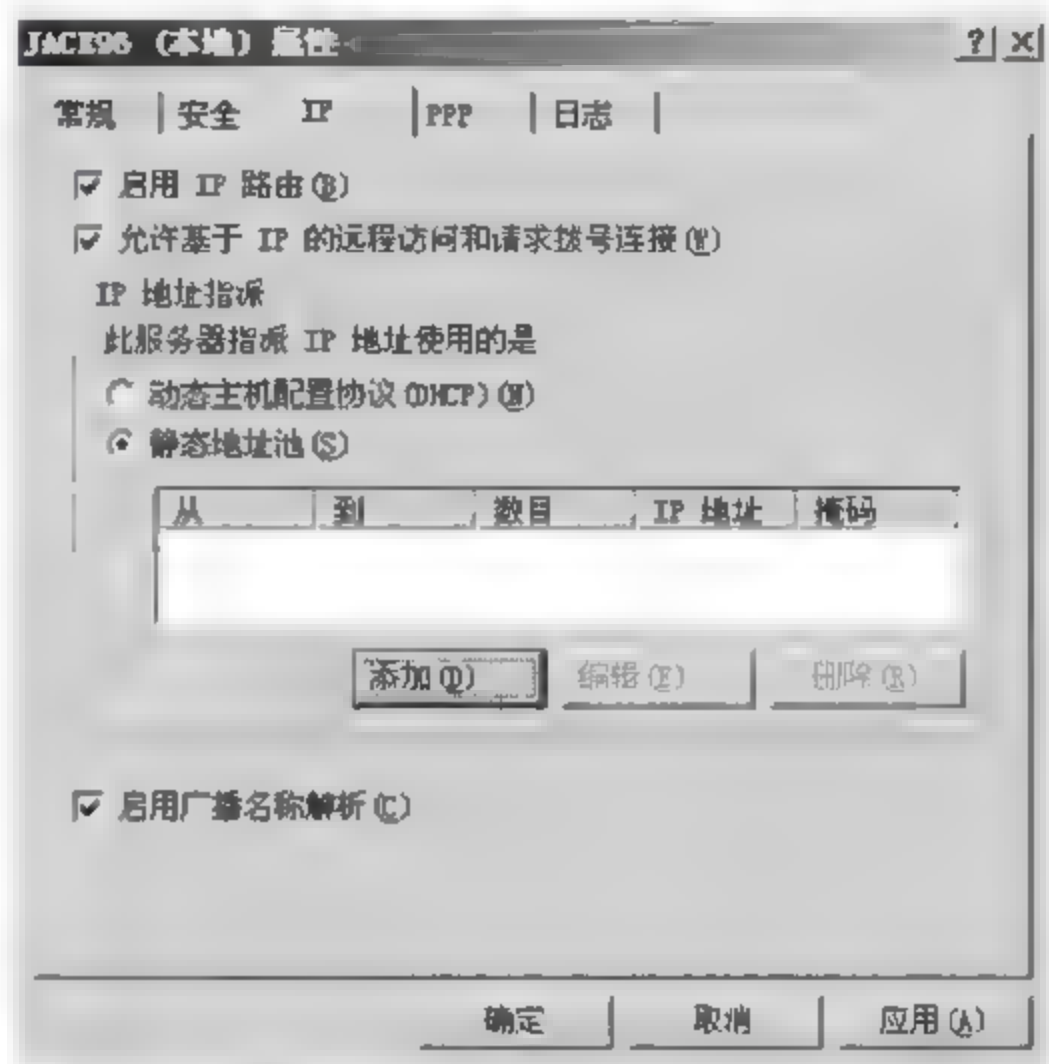 JACK96 (本地) 属性
? ×
常规 安全 IP PPP 日志
启用 IP 路由(B)
允许基于 IP 的远程访问和请求拨号连接(W)
IP 地址指派
此服务器指派 IP 地址使用的是
动态主机配置协议(DHCP)(N)
静态地址池(S)
从 到 数目 IP 地址 掩码
添加(D) 编辑(E) 删除(R)
启用广播名称解析(C)
确定 取消 应用(A)